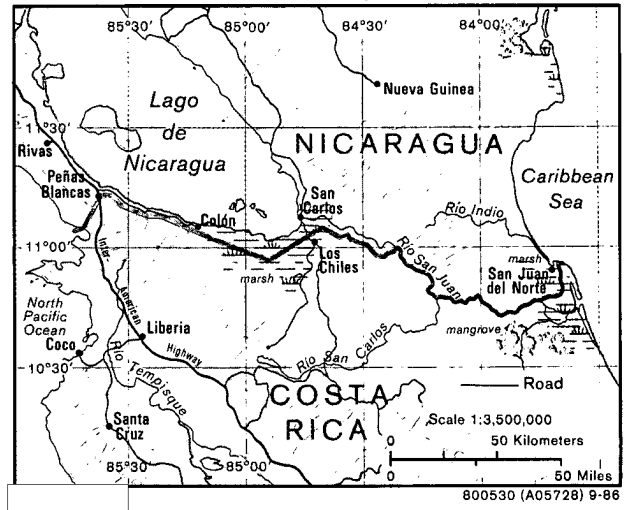 85°30' 85°00' 84°30' 84°00'
Nueva Guinea
Lago
de
Nicaragua
11°30'
NICARAGUA
Rivas
Peñas
Blancas
Caribbean
Sea
San
Carlos
Colón
Río Indio
11°00'
Los
Chiles
Río San Juan
marsh
San Juan
del Norte
marsh
Inter-
American
Highway
North
Pacific
Ocean
Coco
Liberia
mangrove
10°30'
Río San Carlos
Río Tempisque
COSTA
RICA
Road
Santa
Cruz
Scale 1:3,500,000
0 50 Kilometers
0 50 Miles
85°30' 85°00'
800530 (A05728) 9-86